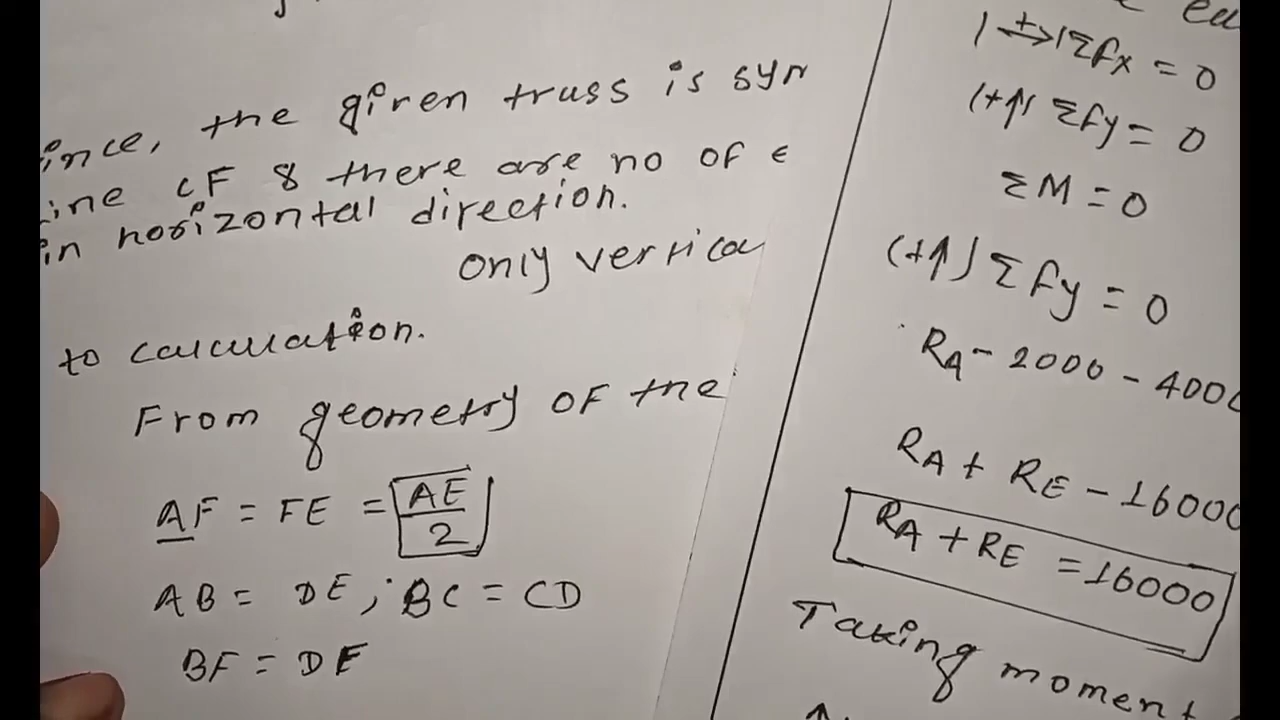 ince, the given truss is sym
ine CF & there are no of e
in horizontal direction.
only vertica
to calculation.
From geometry of the
AF = FE = AE/2
AB = DE ; BC = CD
BF = DF
(+→) ΣFx = 0
(+↑) Σfy = 0
ΣM = 0
(+↑) Σfy = 0
RA - 2000 - 4000
RA + RE - 16000
RA + RE = 16000
Taking moment